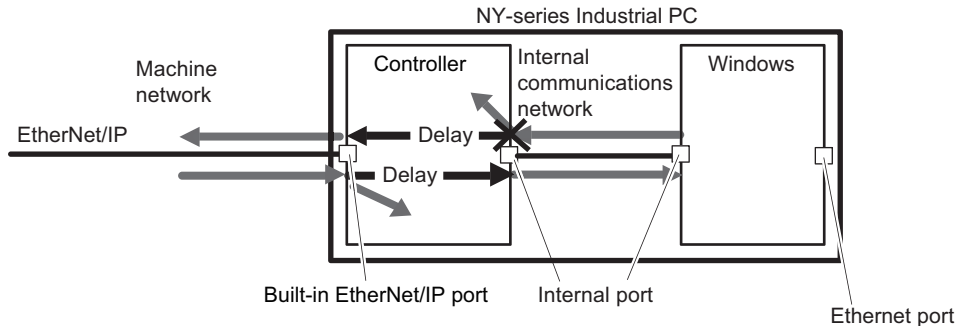 NY-series Industrial PC
Machine
network
Controller
Internal
communications
network
Windows
EtherNet/IP
Delay
Delay
Built-in EtherNet/IP port
Internal port
Ethernet port